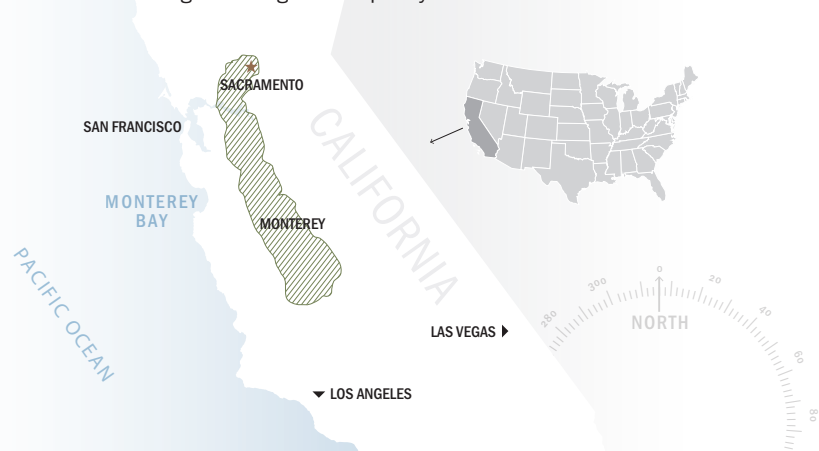 SACRAMENTO
SAN FRANCISCO
CALIFORNIA
MONTEREY
BAY
MONTEREY
PACIFIC OCEAN
LAS VEGAS
LOS ANGELES
280
300
0
20
40
60
80
NORTH